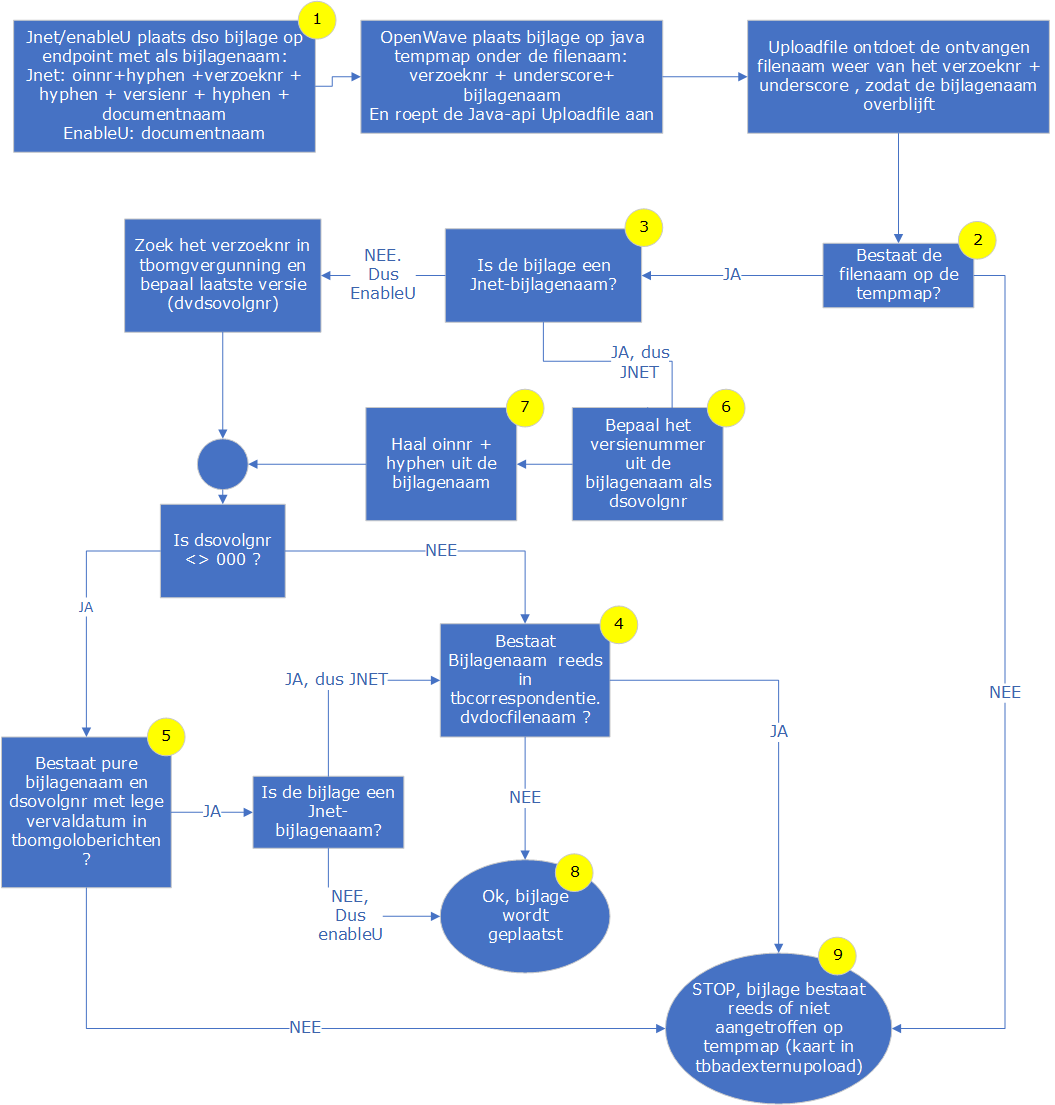 1
Jnet/enableU plaats dso bijlage op
endpoint met als bijlagenaam:
Jnet: oinnr+hyphen +verzoeknr +
hyphen + versienr + hyphen +
documentnaam
EnableU: documentnaam
OpenWave plaats bijlage op java
tempmap onder de filenaam:
verzoeknr + underscore+
bijlagenaam
En roept de Java-api Uploadfile aan
Uploadfile ontdoet de ontvangen
filenaam weer van het verzoeknr +
underscore , zodat de bijlagenaam
overblijft
2
Bestaat de
filenaam op de
tempmap?
JA
3
Is de bijlage een
Jnet-bijlagenaam?
NEE.
Dus
EnableU
Zoek het verzoeknr in
tbomgvergunning en
bepaal laatste versie
(dvdsovolgnr)
JA, dus
JNET
6
Bepaal het
versienummer
uit de
bijlagenaam als
dsovolgnr
7
Haal oinnr +
hyphen uit de
bijlagenaam
Is dsovolgnr
<> 000 ?
NEE
JA
4
Bestaat
Bijlagenaam  reeds
in
tbcorrespondentie.
dvdocfilenaam ?
JA, dus JNET
NEE
JA
NEE
5
Bestaat pure
bijlagenaam en
dsovolgnr met lege
vervaldatum in
tbomgoloberichten
?
JA
Is de bijlage een
Jnet-
bijlagenaam?
NEE,
Dus
enableU
8
Ok, bijlage
wordt
geplaatst
9
STOP, bijlage bestaat
reeds of niet
aangetroffen op
tempmap (kaart in
tbbadexternupoload)
NEE